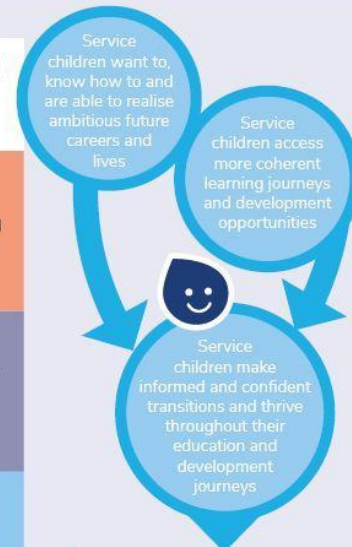 Service
children want to,
know how to and
are able to realise
ambitious future
careers and
lives
Service
children access
more coherent
learning journeys
and development
opportunities
Service
children make
informed and confident
transitions and thrive
throughout their
education and
development
journeys